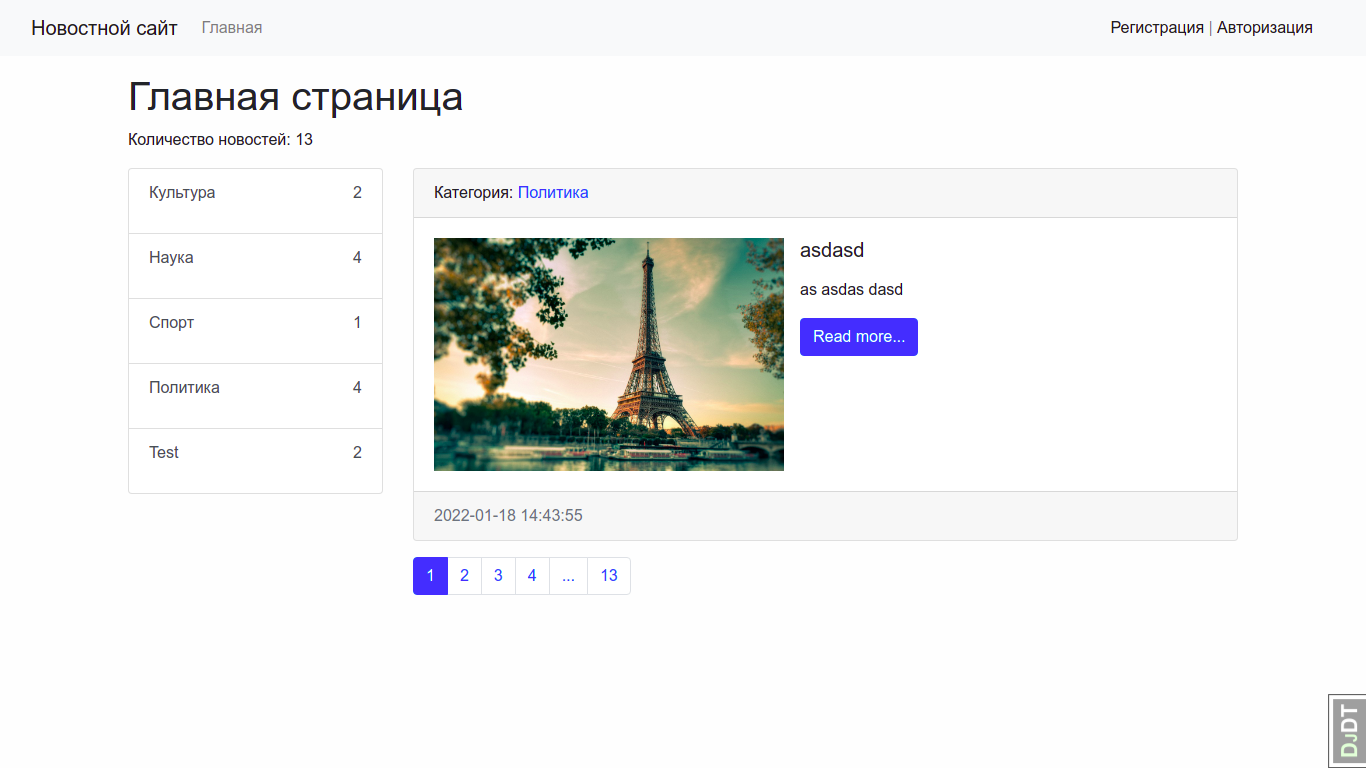 Новостной сайт Главная Регистрация | Авторизация
Главная страница
Количество новостей: 13
Культура 2
Наука 4
Спорт 1
Политика 4
Test 2
Категория: Политика
asdasd
as asdas dasd
Read more...
2022-01-18 14:43:55
1 2 3 4 ... 13
DJDT